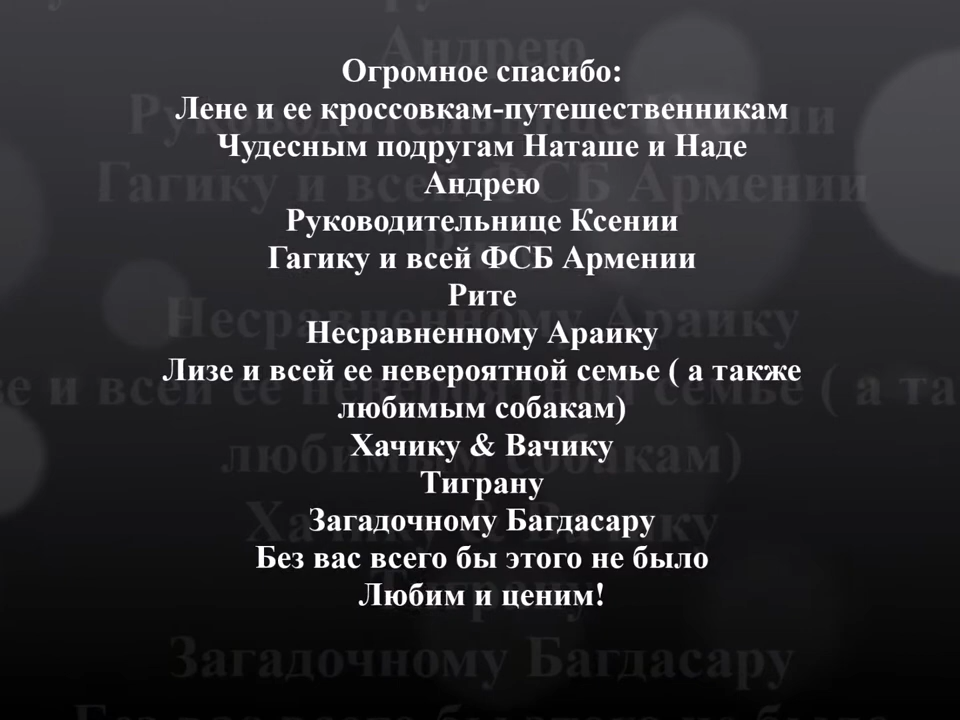 Огромное спасибо:
Лене и ее кроссовкам-путешественникам
Чудесным подругам Наташе и Наде
Андрею
Руководительнице Ксении
Гагику и всей ФСБ Армении
Рите
Несравненному Араику
Лизе и всей ее невероятной семье ( а также
любимым собакам)
Хачику & Вачику
Тиграну
Загадочному Багдасару
Без вас всего бы этого не было
Любим и ценим!